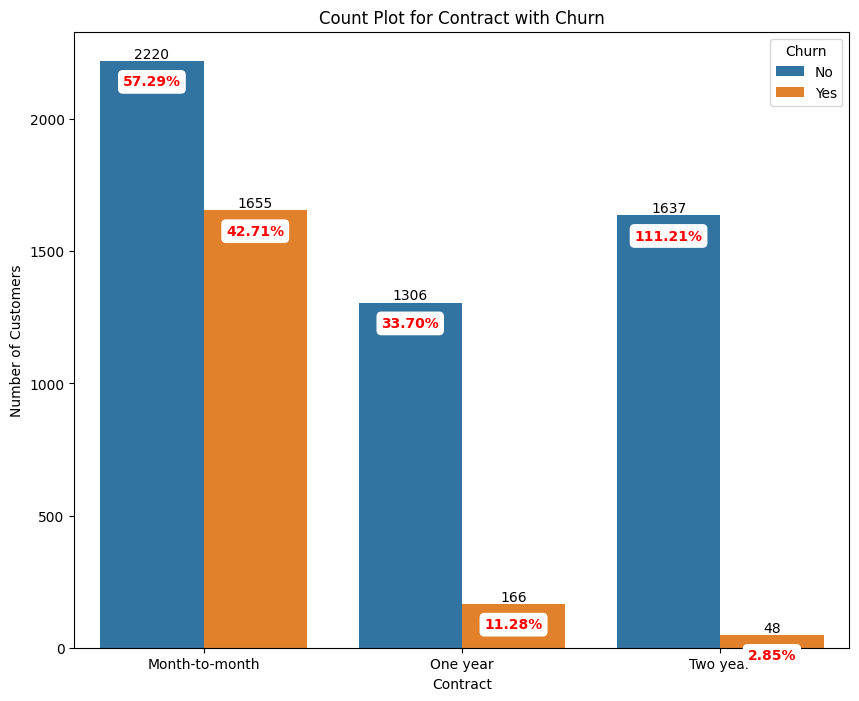 Count Plot for Contract with Churn
Churn
No
Yes
2220
57.29%
1655
42.71%
1306
33.70%
166
11.28%
1637
111.21%
48
2.85%
Number of Customers
2000
1500
1000
500
0
Month-to-month
One year
Two yea
Contract